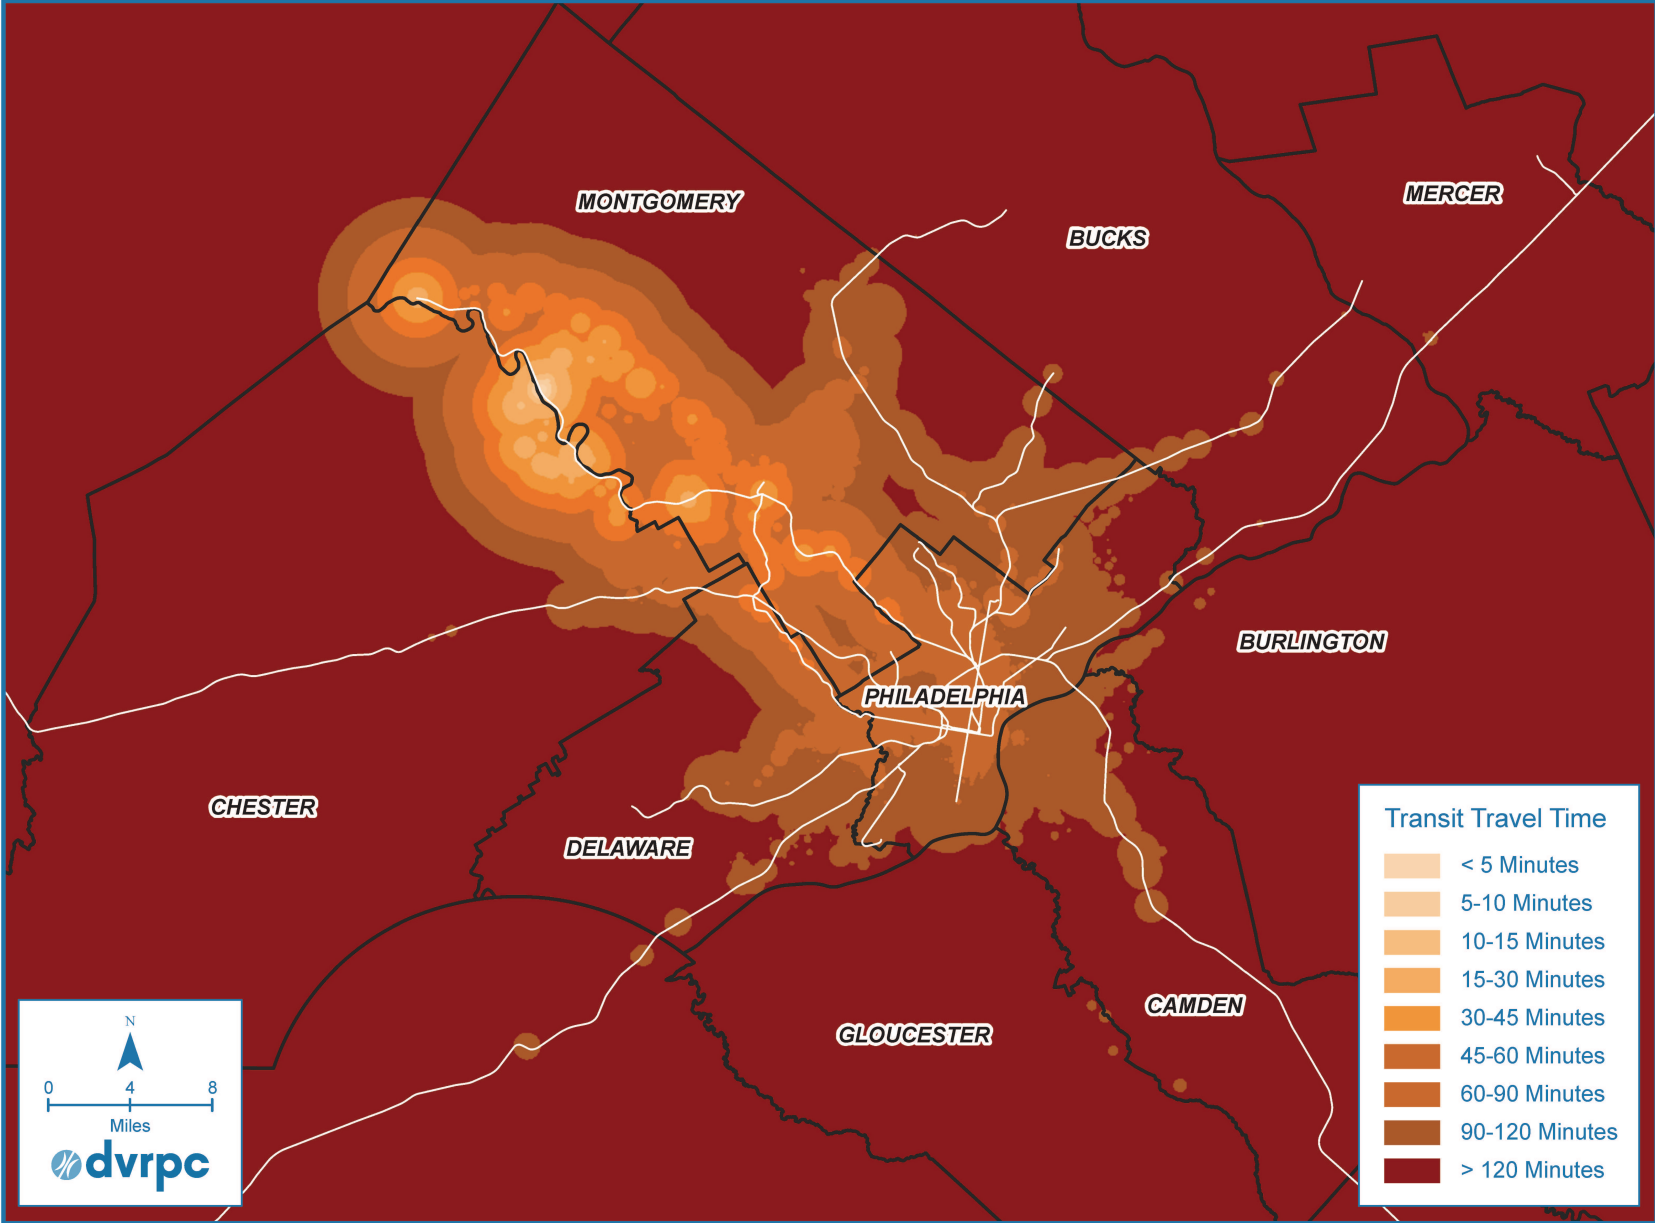 MONTGOMERY
MERCER
BUCKS
BURLINGTON
PHILADELPHIA
CHESTER
DELAWARE
CAMDEN
GLOUCESTER
Transit Travel Time
< 5 Minutes
5-10 Minutes
10-15 Minutes
15-30 Minutes
30-45 Minutes
45-60 Minutes
60-90 Minutes
90-120 Minutes
> 120 Minutes
N
0 4 8
Miles
dvrpc